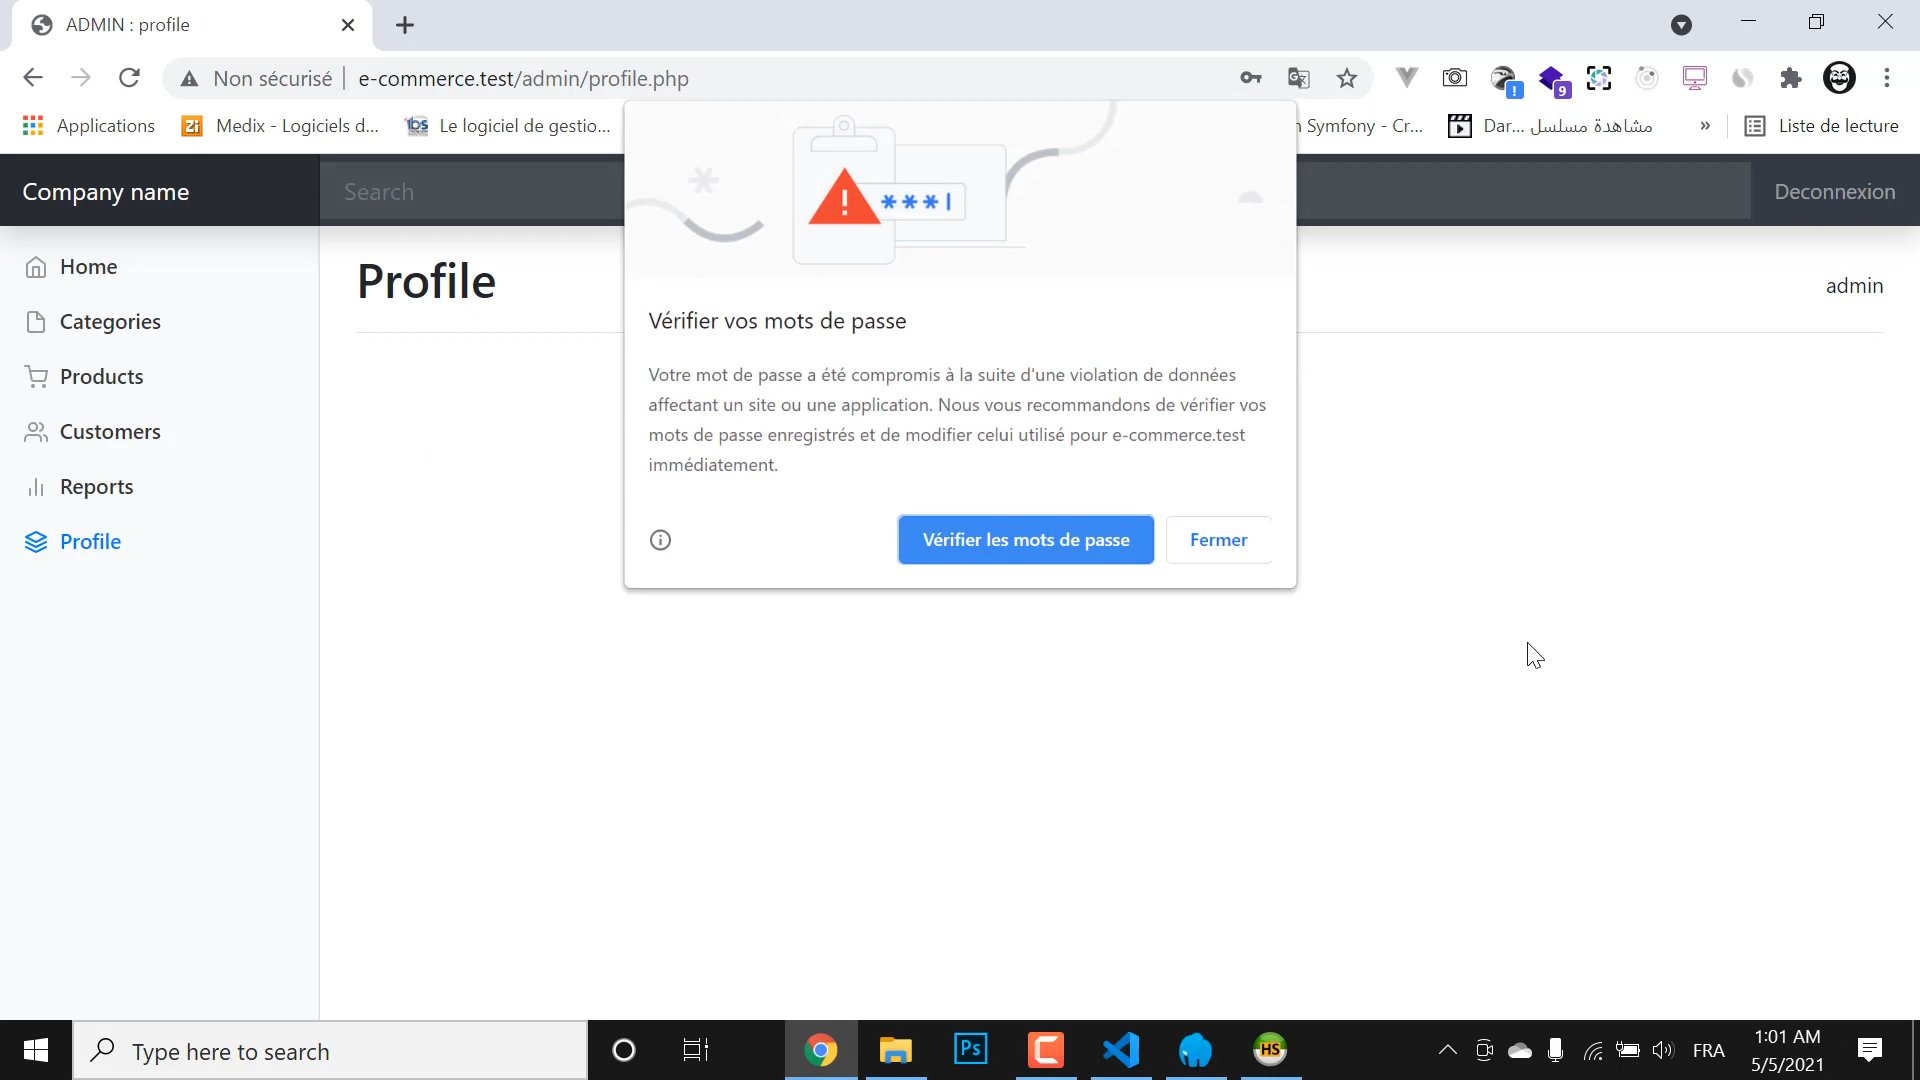 ADMIN : profile
Non sécurisé | e-commerce.test/admin/profile.php
! 9
Applications
Medix - Logiciels d...
Le logiciel de gestio...
Symfony - Cr...
Dar... مشاهدة مسلسل
»
Liste de lecture
Company name
Search
Deconnexion
Home
Categories
Products
Customers
Reports
Profile
Profile
admin
! ***|
Vérifier vos mots de passe
Votre mot de passe a été compromis à la suite d'une violation de données
affectant un site ou une application. Nous vous recommandons de vérifier vos
mots de passe enregistrés et de modifier celui utilisé pour e-commerce.test
immédiatement.
Vérifier les mots de passe
Fermer
Type here to search
Ps
HS
FRA
1:01 AM
5/5/2021